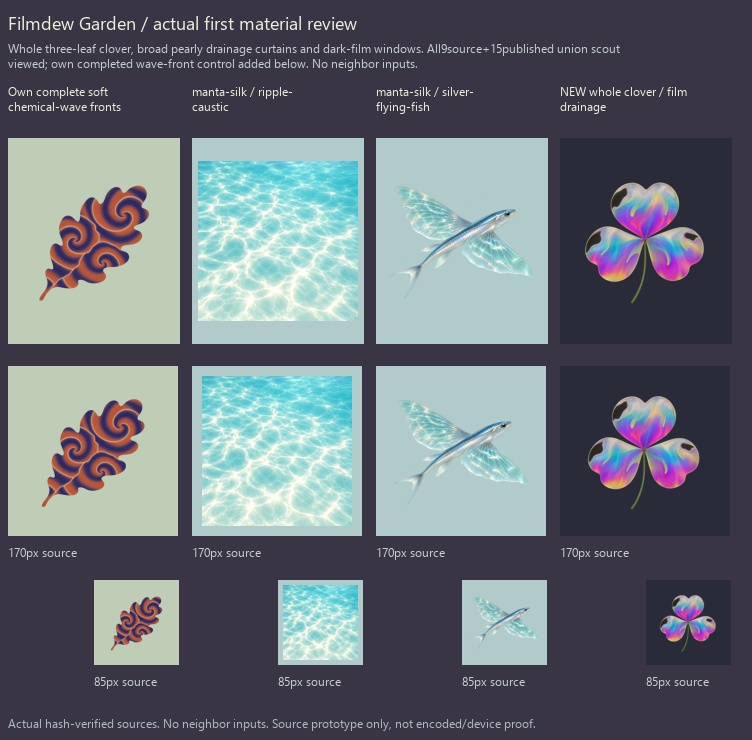 Filmdew Garden / actual first material review
Whole three-leaf clover, broad pearly drainage curtains and dark-film windows. All9source+15published union scout
viewed; own completed wave-front control added below. No neighbor inputs.
Own complete soft
chemical-wave fronts
manta-silk / ripple-
caustic
manta-silk / silver-
flying-fish
NEW whole clover / film
drainage
170px source
170px source
170px source
170px source
85px source
85px source
85px source
85px source
Actual hash-verified sources. No neighbor inputs. Source prototype only, not encoded/device proof.